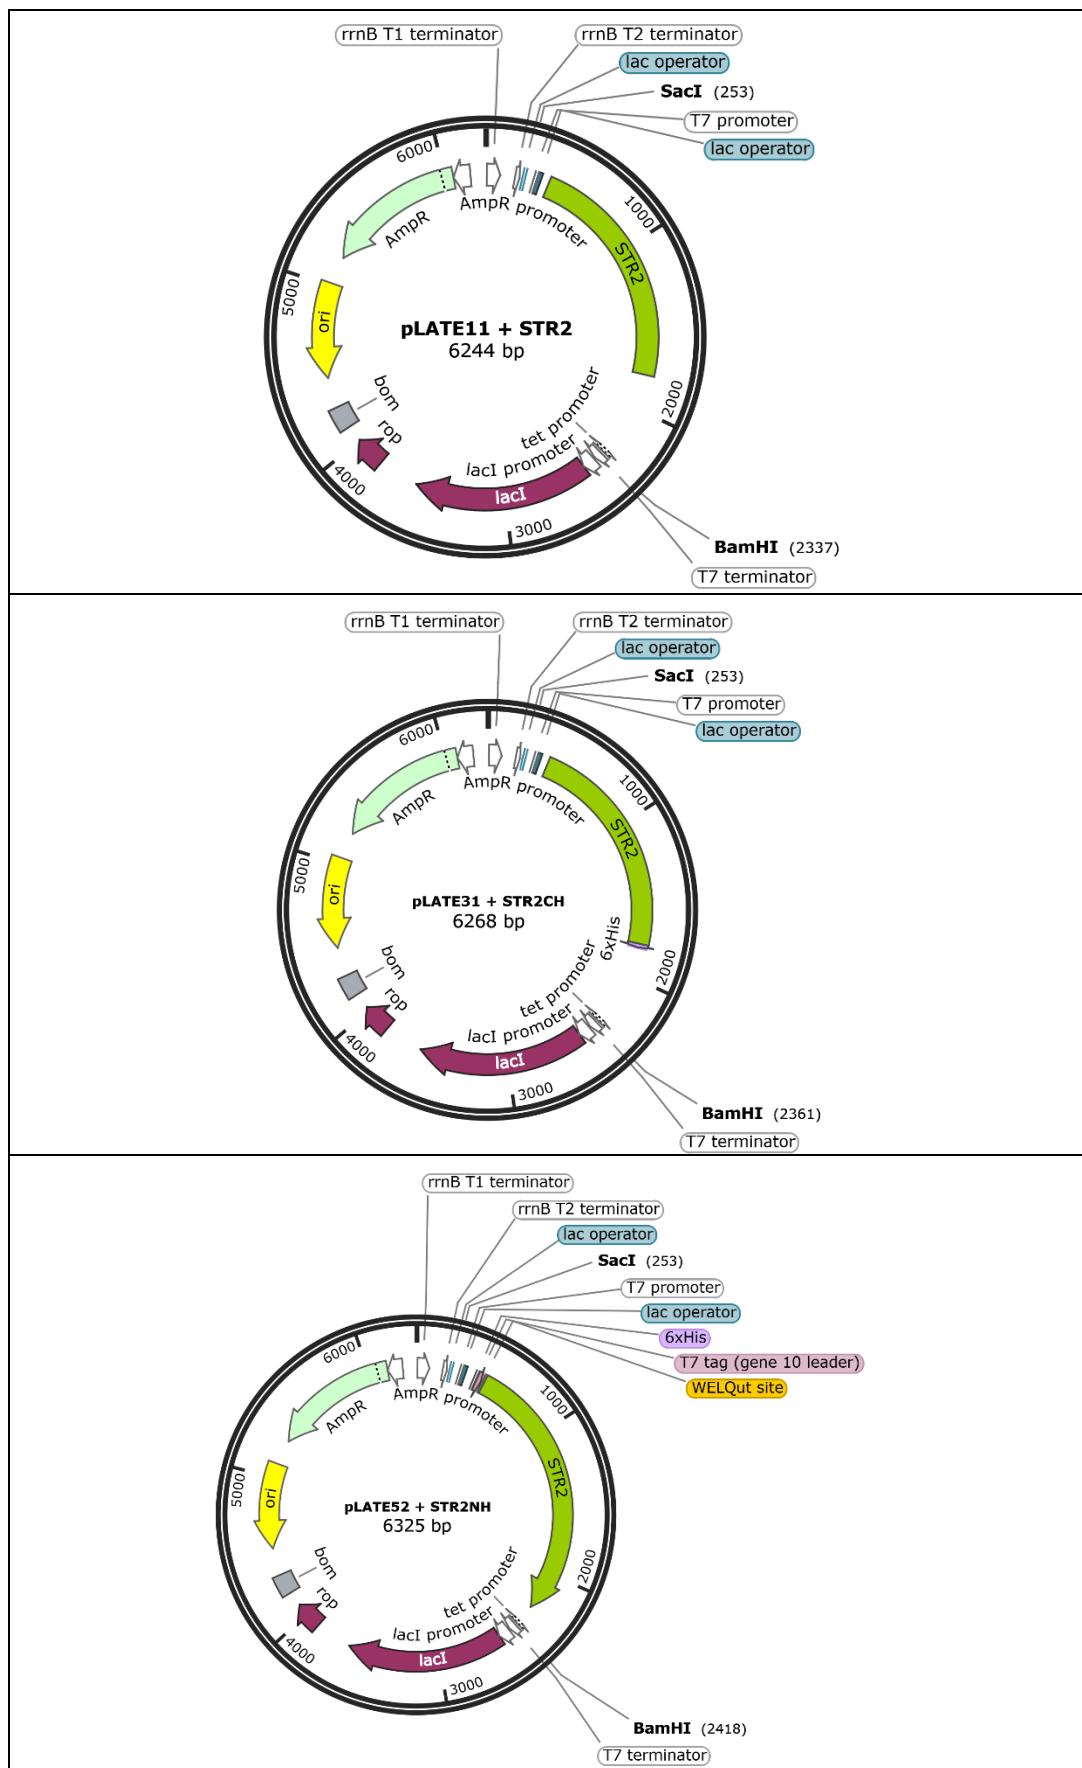 rrnB T1 terminator
rrnB T2 terminator
lac operator
SacI (253)
T7 promoter
lac operator
6000
AmpR promoter
AmpR
1000
STR2
5000
ori
pLATE11 + STR2
6244 bp
bom
rop
tet promoter
lacI promoter
2000
4000
lacI
3000
BamHI (2337)
T7 terminator
rrnB T1 terminator
rrnB T2 terminator
lac operator
SacI (253)
T7 promoter
lac operator
6000
AmpR promoter
AmpR
1000
STR2
5000
ori
pLATE31 + STR2CH
6268 bp
6xHis
bom
rop
tet promoter
lacI promoter
2000
4000
lacI
3000
BamHI (2361)
T7 terminator
rrnB T1 terminator
rrnB T2 terminator
lac operator
SacI (253)
T7 promoter
lac operator
6xHis
T7 tag (gene 10 leader)
WELQut site
6000
AmpR promoter
AmpR
1000
STR2
5000
ori
pLATE52 + STR2NH
6325 bp
bom
rop
tet promoter
lacI promoter
2000
4000
lacI
3000
BamHI (2418)
T7 terminator